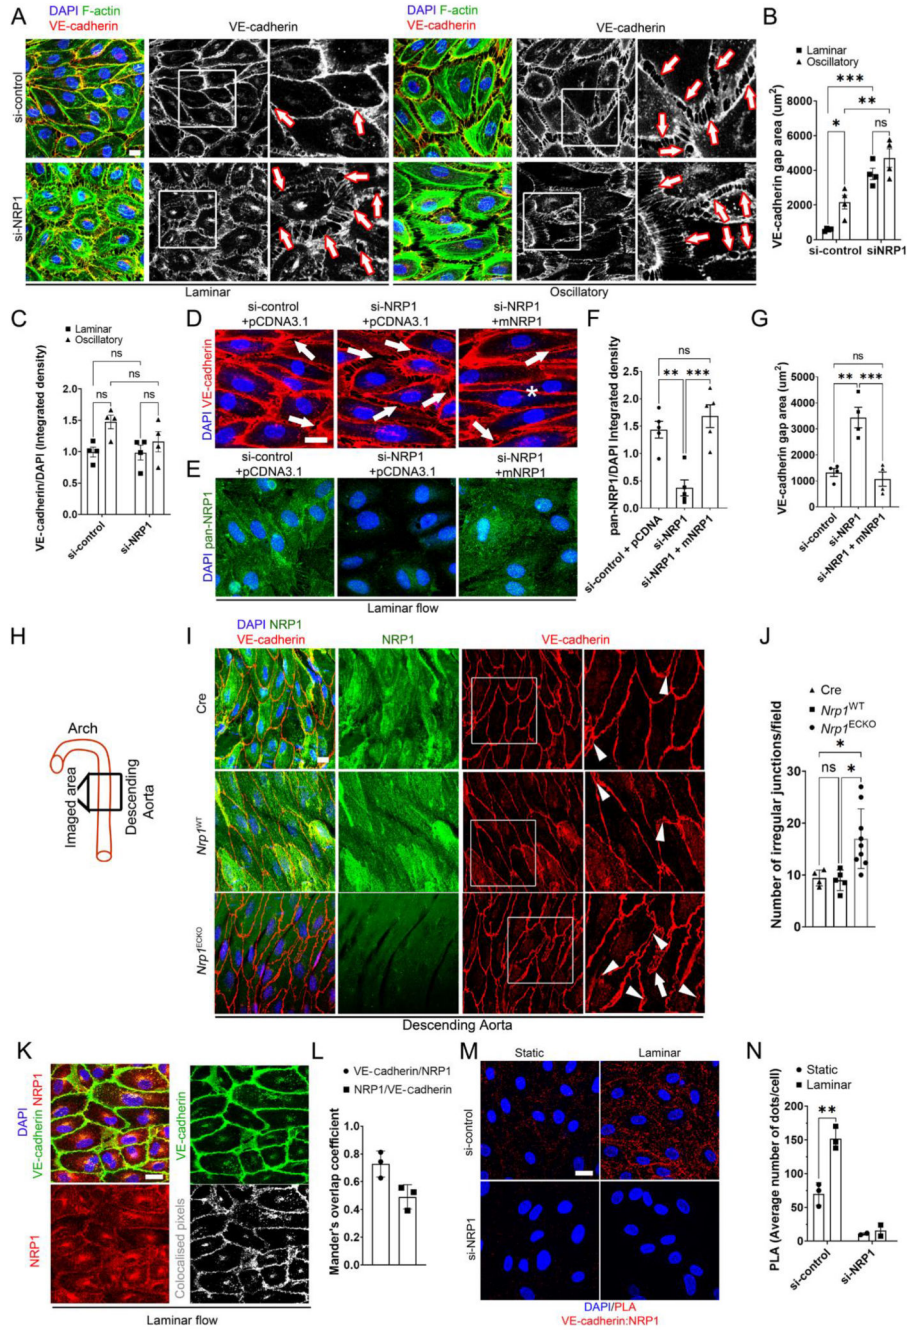 A
DAPI F-actin
VE-cadherin
VE-cadherin
DAPI F-actin
VE-cadherin
VE-cadherin
si-control
si-NRP1
Laminar
Oscillatory
B
Laminar
Oscillatory
***
**
*
ns
VE-cadherin gap area (um²)
8000
6000
4000
2000
0
si-control siNRP1
C
Laminar
Oscillatory
ns
ns
ns
ns
VE-cadherin/DAPI (Integrated density)
2.0
1.5
1.0
0.5
0.0
si-control
si-NRP1
D
si-control
+pCDNA3.1
si-NRP1
+pCDNA3.1
si-NRP1
+mNRP1
DAPI VE-cadherin
*
E
si-control
+pCDNA3.1
si-NRP1
+pCDNA3.1
si-NRP1
+mNRP1
DAPI pan-NRP1
Laminar flow
F
ns
** ***
pan-NRP1/DAPI Integrated density)
2.5
2.0
1.5
1.0
0.5
0.0
si-control + pCDNA
si-NRP1
si-NRP1 + mNRP1
G
ns
** ***
VE-cadherin gap area (um²)
5000
4000
3000
2000
1000
0
si-control
si-NRP1
si-NRP1 + mNRP1
H
Arch
Imaged area
Descending
Aorta
I
DAPI NRP1
VE-cadherin
NRP1
VE-cadherin
Cre
Nrp1WT
Nrp1ECKO
Descending Aorta
J
Cre
Nrp1WT
Nrp1ECKO
*
ns *
Number of irregular junctions/field
30
20
10
0
K
DAPI
VE-cadherin NRP1
VE-cadherin
NRP1
Colocalised pixels
Laminar flow
L
VE-cadherin/NRP1
NRP1/VE-cadherin
Mander's overlap coefficient
1.0
0.8
0.6
0.4
0.2
0.0
M
Static
Laminar
si-control
si-NRP1
DAPI/PLA
VE-cadherin:NRP1
N
Static
Laminar
**
PLA (Average number of dots/cell)
200
150
100
75
50
25
0
si-control
si-NRP1